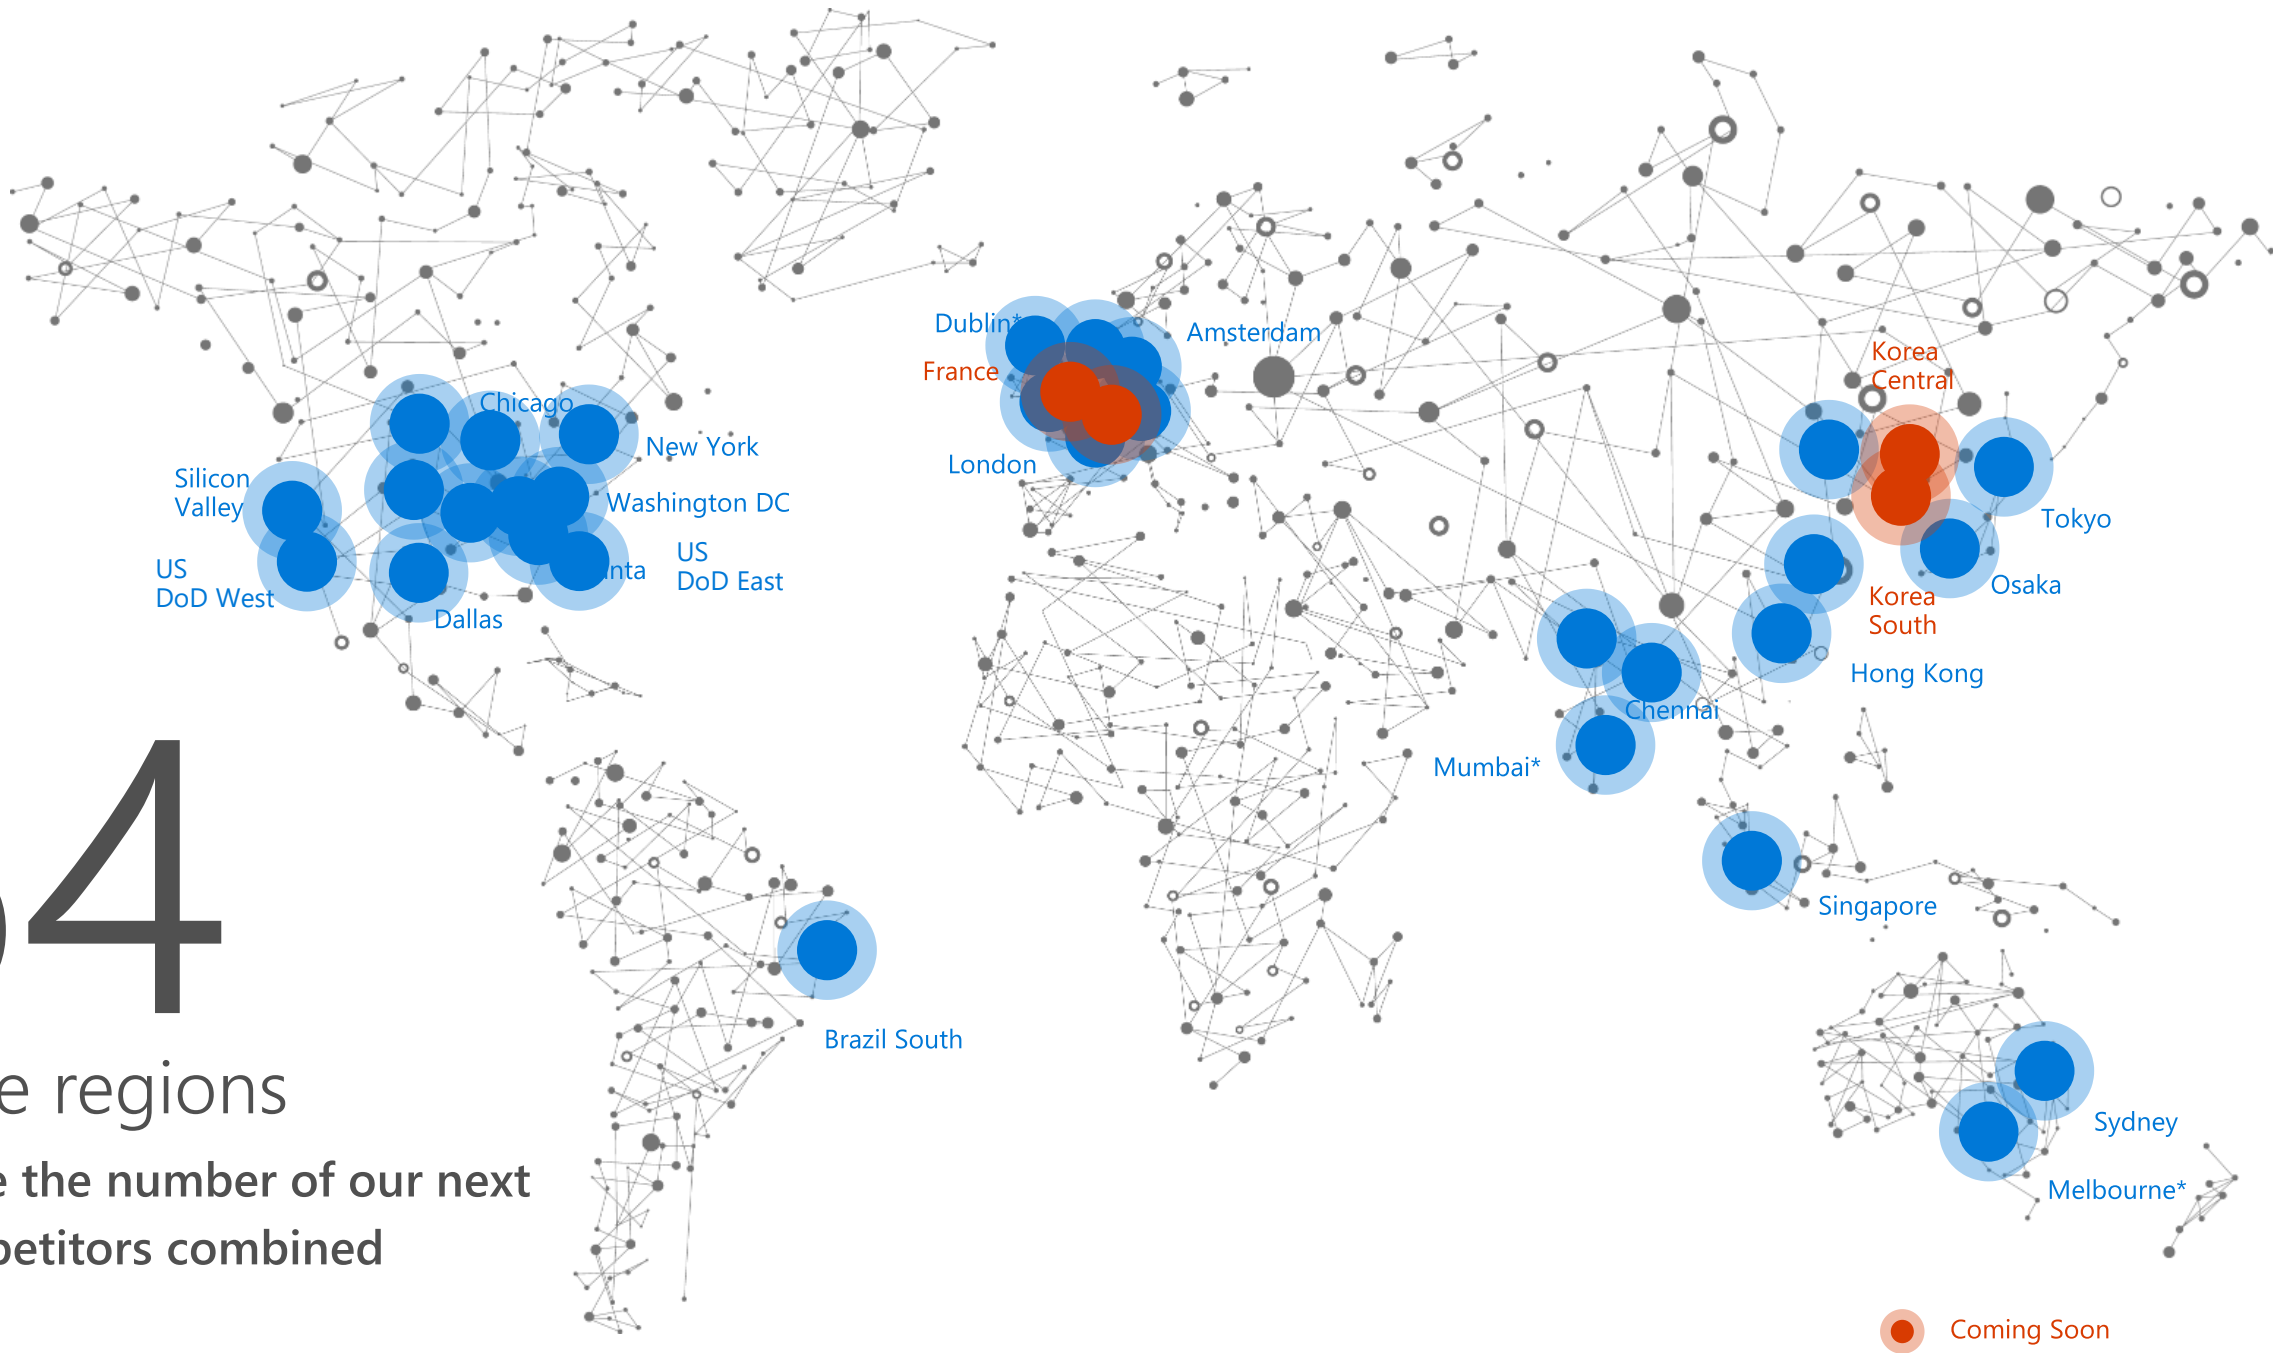 Dublin*
Amsterdam
France
Korea
Central
Chicago
New York
London
Silicon
Valley
Washington DC
Tokyo
US
DoD East
US
DoD West
Osaka
Korea
South
Dallas
Hong Kong
Chennai
Mumbai*
4
Singapore
Brazil South
regions
Sydney
the number of our next
Melbourne*
combined
Coming Soon